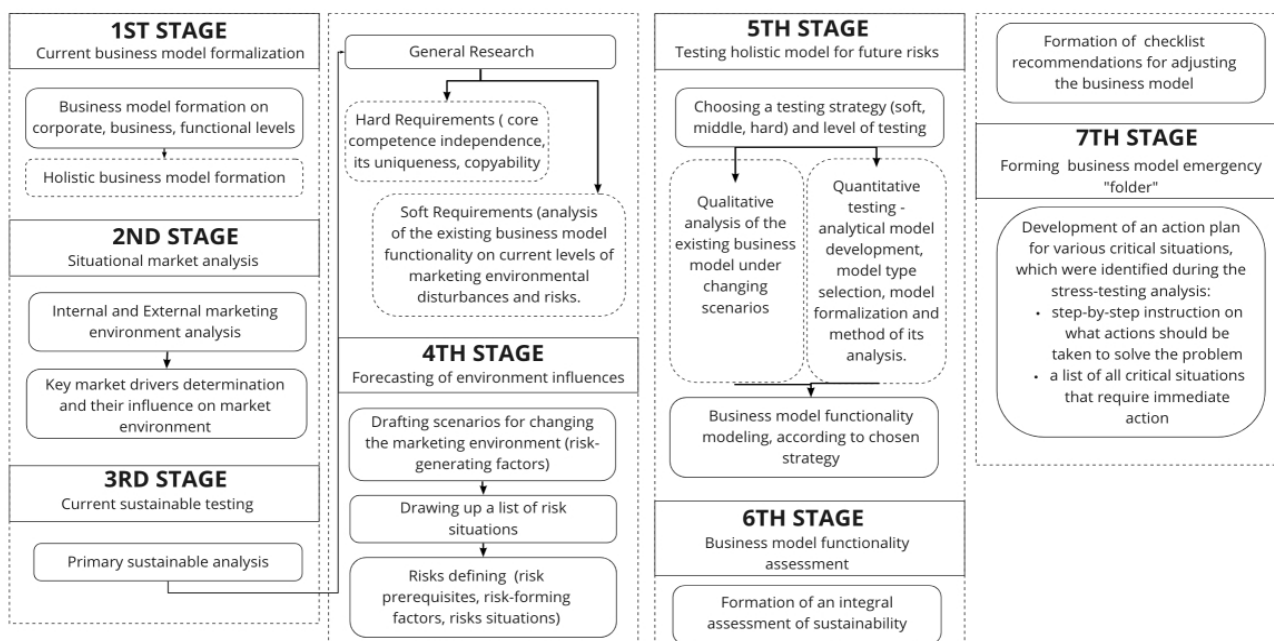 1ST STAGE
Current business model formalization
Business model formation on
corporate, business, functional levels
Holistic business model formation
2ND STAGE
Situational market analysis
Internal and External marketing
environment analysis
Key market drivers determination
and their influence on market
environment
3RD STAGE
Current sustainable testing
Primary sustainable analysis
General Research
Hard Requirements ( core
competence independence,
its uniqueness, copyability
Soft Requirements (analysis
of the existing business model
functionality on current levels of
marketing environmental
disturbances and risks.
4TH STAGE
Forecasting of environment influences
Drafting scenarios for changing
the marketing environment (risk-
generating factors)
Drawing up a list of risk
situations
Risks defining (risk
prerequisites, risk-forming
factors, risks situations)
5TH STAGE
Testing holistic model for future risks
Choosing a testing strategy (soft,
middle, hard) and level of testing
Qualitative
analysis of the
existing business
model under
changing
scenarios
Quantitative
testing -
analytical model
development,
model type
selection, model
formalization and
method of its
analysis.
Business model functionality
modeling, according to chosen
strategy
6TH STAGE
Business model functionality
assessment
Formation of an integral
assessment of sustainability
Formation of checklist
recommendations for adjusting
the business model
7TH STAGE
Forming business model emergency
"folder"
Development of an action plan
for various critical situations,
which were identified during the
stress-testing analysis:
• step-by-step instruction on
what actions should be
taken to solve the problem
• a list of all critical situations
that require immediate
action